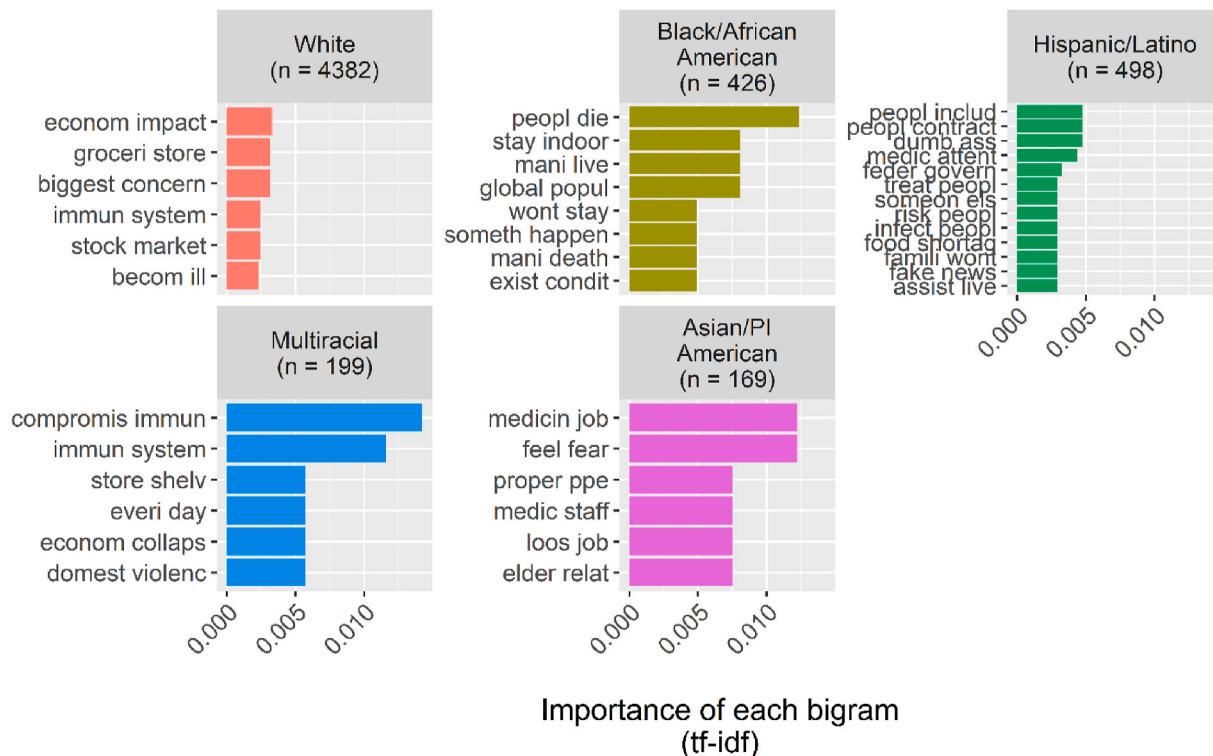 White
(n = 4382)
econom impact
groceri store
biggest concern
immun system
stock market
becom ill
Black/African
American
(n = 426)
peopl die
stay indoor
mani live
global popul
wont stay
someth happen
mani death
exist condit
Hispanic/Latino
(n = 498)
peopl includ
peopl contract
dumb ass
medic attent
feder govern
treat peopl
someon els
risk peopl
infect peopl
food shortag
famili wont
fake news
assist live
0.000 0.005 0.010
Multiracial
(n = 199)
compromis immun
immun system
store shelv
everi day
econom collaps
domest violenc
0.000 0.005 0.010
Asian/PI
American
(n = 169)
medicin job
feel fear
proper ppe
medic staff
loos job
elder relat
0.000 0.005 0.010
Importance of each bigram
(tf-idf)